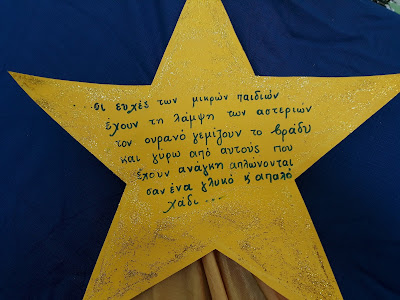 ...οι ευχές των μικρών παιδιών
έχουν τη λάμψη των αστεριών
τον ουρανό γεμίζουν το βράδυ
και γύρω από αυτούς που
έχουν ανάγκη απλώνονται
σαν ένα γλυκό κ απαλό
χάδι...